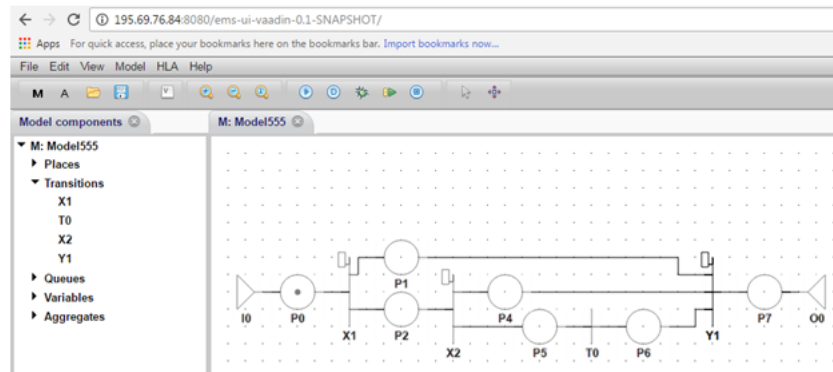 195.69.76.84:8080/ems-ui-vaadin-0.1-SNAPSHOT/
Apps For quick access, place your bookmarks here on the bookmarks bar. Import bookmarks now...
File Edit View Model HLA Help
M A V
Model components M: Model555
M: Model555
Places
Transitions
X1
T0
X2
Y1
Queues
Variables
Aggregates
P1
I0 P0 P4 P7 O0
X1 P2 Y1
X2 P5 T0 P6